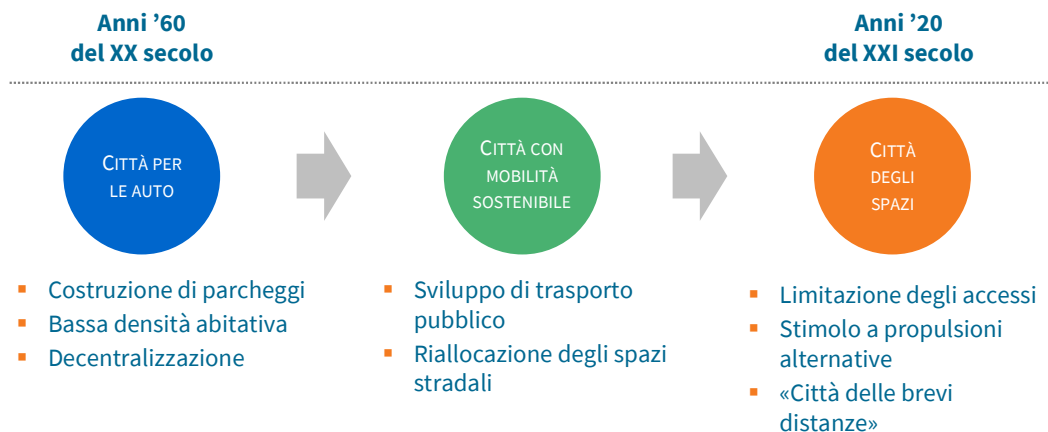 Anni ’60
del XX secolo
Anni ’20
del XXI secolo
CITTÀ PER
LE AUTO
CITTÀ CON
MOBILITÀ
SOSTENIBILE
CITTÀ
DEGLI
SPAZI
▪ Costruzione di parcheggi
▪ Bassa densità abitativa
▪ Decentralizzazione
▪ Sviluppo di trasporto
pubblico
▪ Riallocazione degli spazi
stradali
▪ Limitazione degli accessi
▪ Stimolo a propulsioni
alternative
▪ «Città delle brevi
distanze»